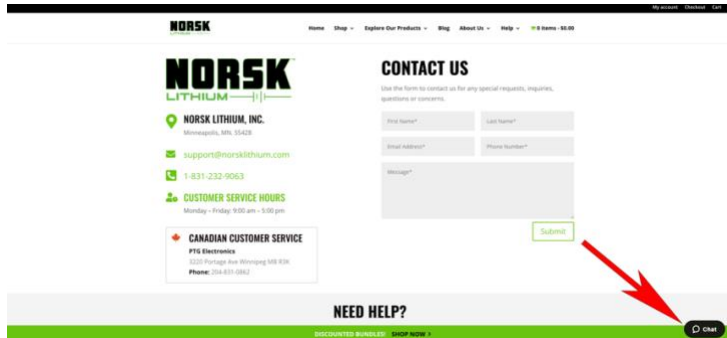 My account Checkout Cart
NORSK
LITHIUM
Home Shop Explore Our Products Blog About Us Help 0 Items - $0.00
NORSK
LITHIUM
NORSK LITHIUM, INC.
Minneapolis, MN. 55428
support@norsklithium.com
1-831-232-9063
CUSTOMER SERVICE HOURS
Monday – Friday: 9:00 am – 5:00 pm
CANADIAN CUSTOMER SERVICE
PTG Electronics
3220 Portage Ave Winnipeg MB R3K
Phone: 204-831-0862
CONTACT US
Use the form to contact us for any special requests, inquiries,
questions or concerns.
First Name* Last Name*
Email Address* Phone Number*
Message*
Submit
NEED HELP?
DISCOUNTED BUNDLES! SHOP NOW >
Chat